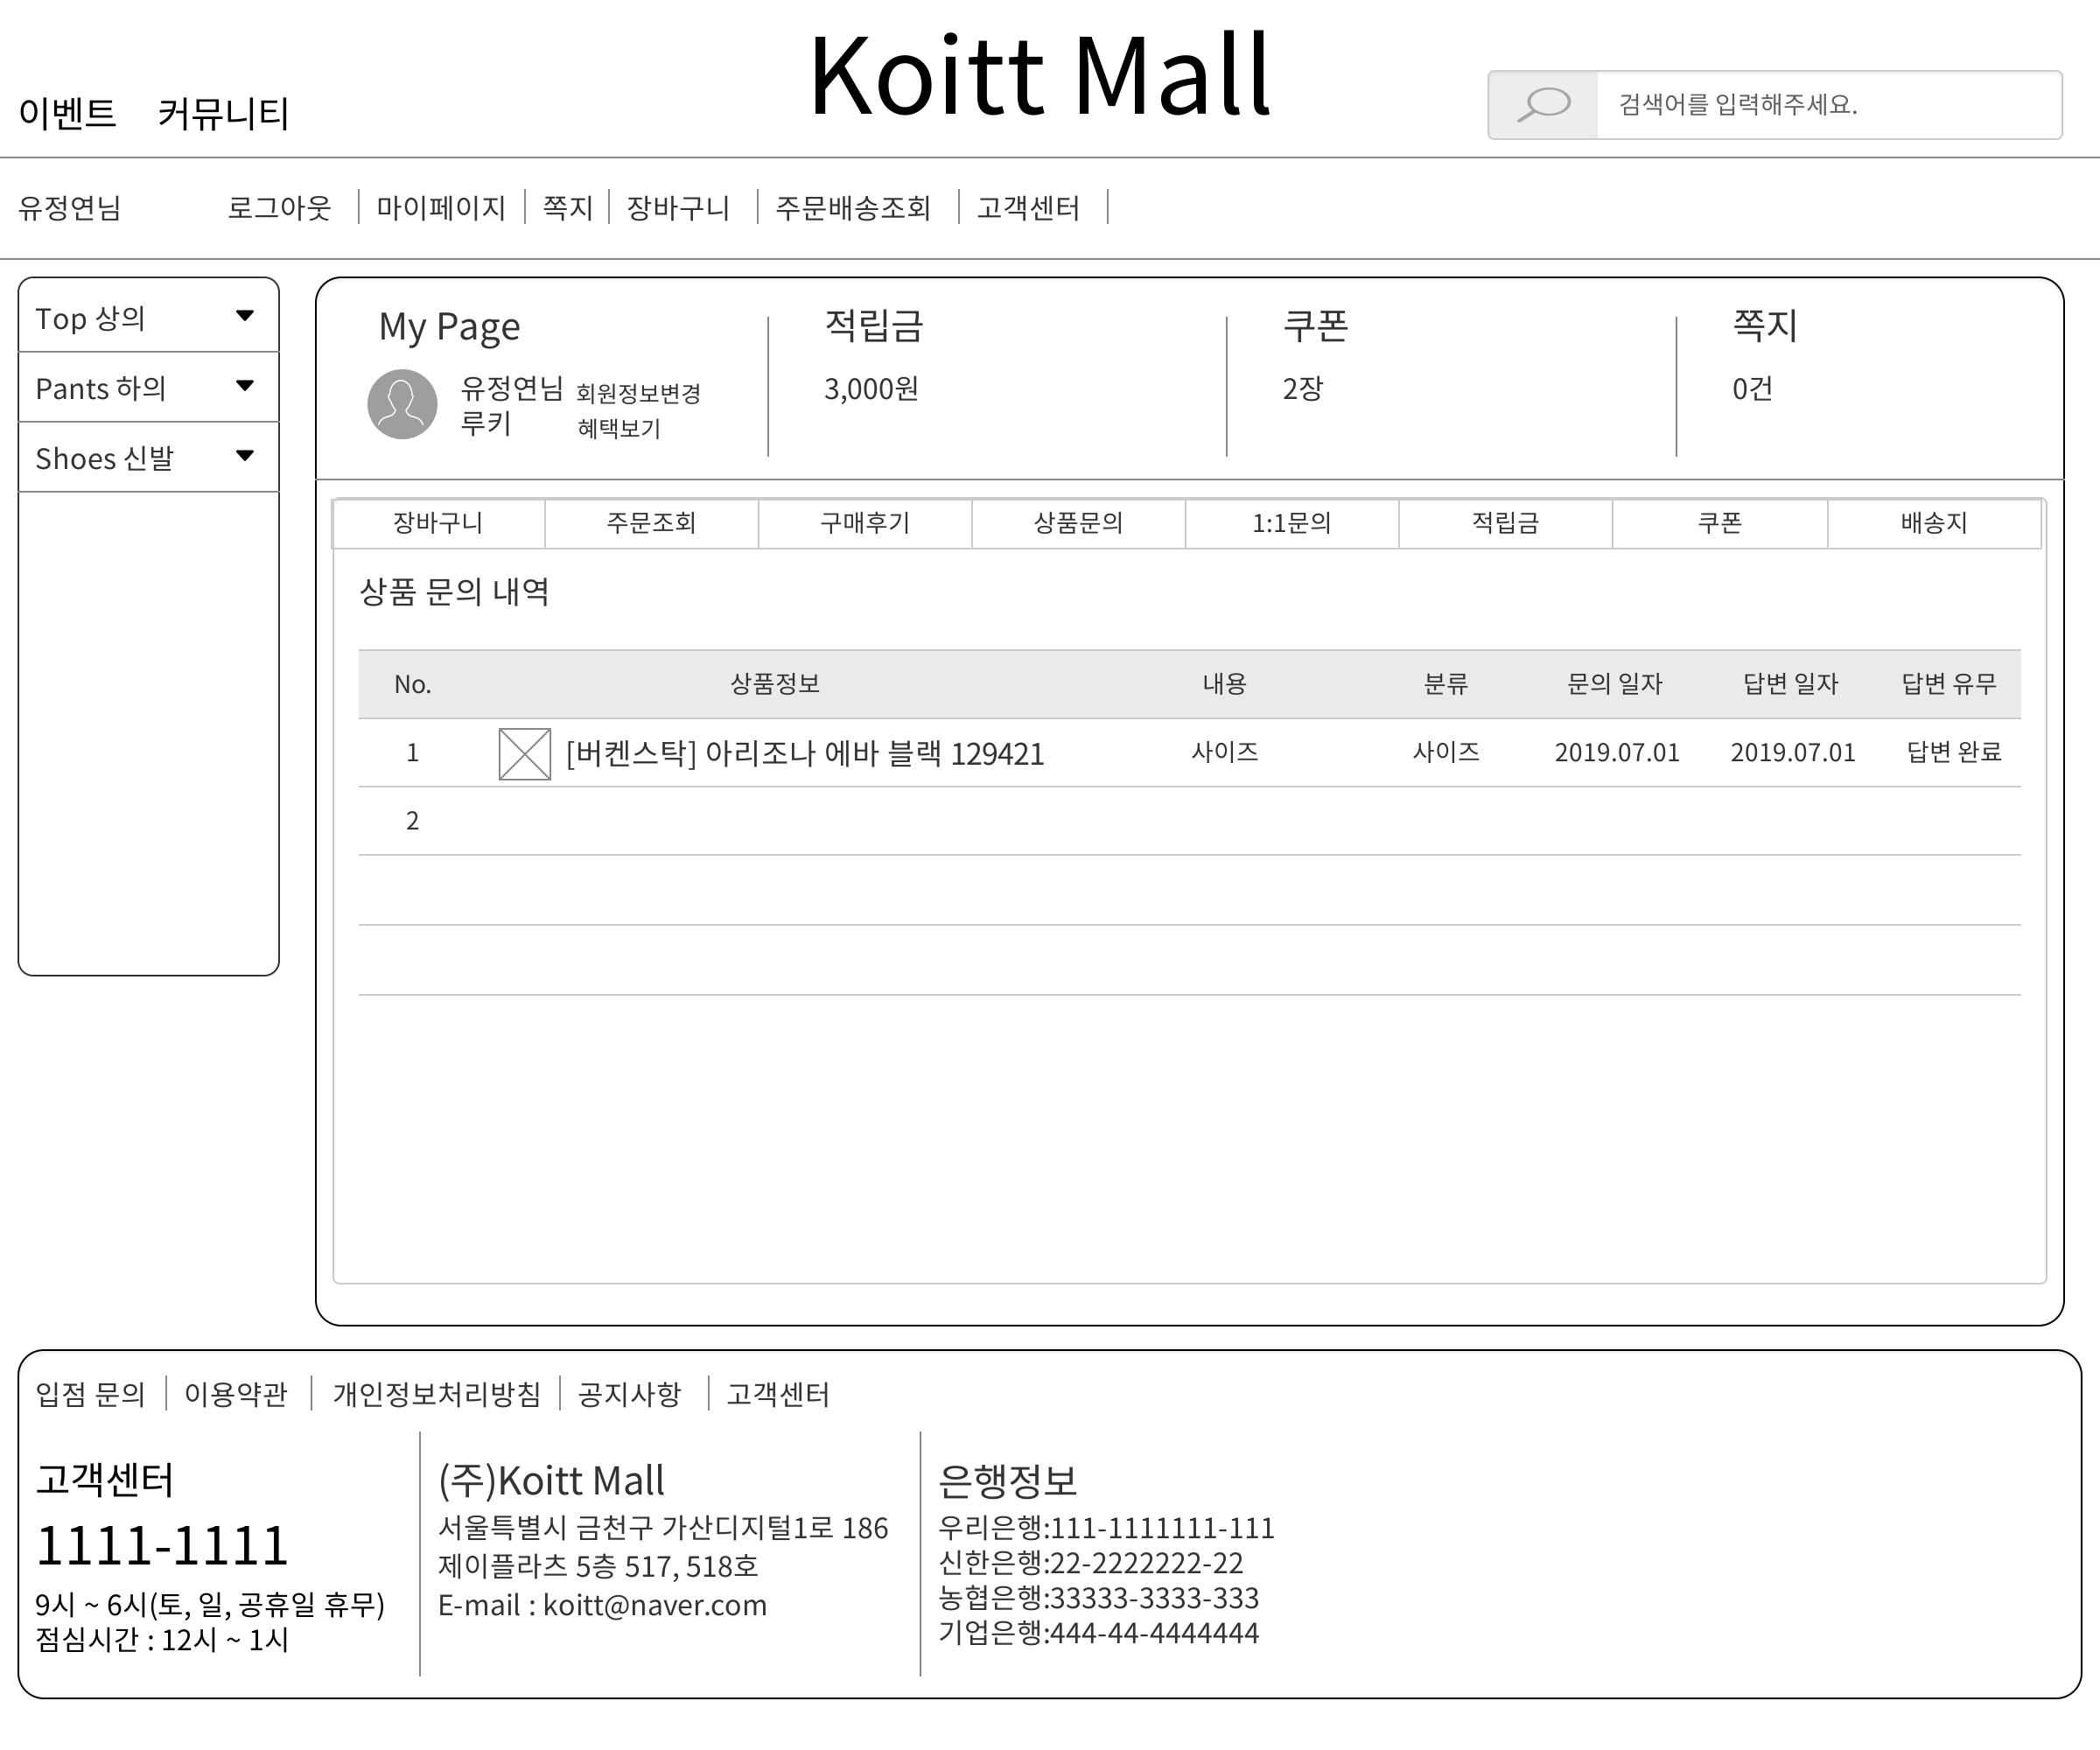 Koitt Mall
이벤트 커뮤니티
검색어를 입력해주세요.
유정연님 로그아웃 마이페이지 쪽지 장바구니 주문배송조회 고객센터
Top 상의
Pants 하의
Shoes 신발
My Page 적립금 쿠폰 쪽지
유정연님 회원정보변경 3,000원 2장 0건
루키 혜택보기
장바구니 주문조회 구매후기 상품문의 1:1문의 적립금 쿠폰 배송지
상품 문의 내역
No. 상품정보 내용 분류 문의 일자 답변 일자 답변 유무
1 [버켄스탁] 아리조나 에바 블랙 129421 사이즈 사이즈 2019.07.01 2019.07.01 답변 완료
2
입점 문의 이용약관 개인정보처리방침 공지사항 고객센터
고객센터
1111-1111
9시 ~ 6시(토, 일, 공휴일 휴무)
점심시간 : 12시 ~ 1시
(주)Koitt Mall
서울특별시 금천구 가산디지털1로 186
제이플라츠 5층 517, 518호
E-mail : koitt@naver.com
은행정보
우리은행:111-1111111-111
신한은행:22-2222222-22
농협은행:33333-3333-333
기업은행:444-44-4444444